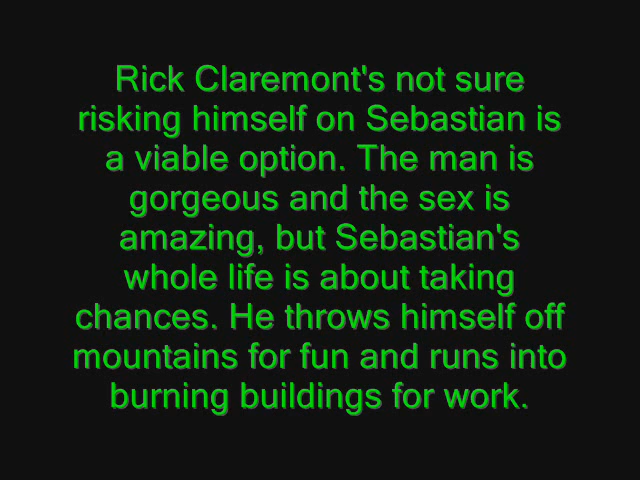 Rick Claremont's not sure
risking himself on Sebastian is
a viable option. The man is
gorgeous and the sex is
amazing, but Sebastian's
whole life is about taking
chances. He throws himself off
mountains for fun and runs into
burning buildings for work.